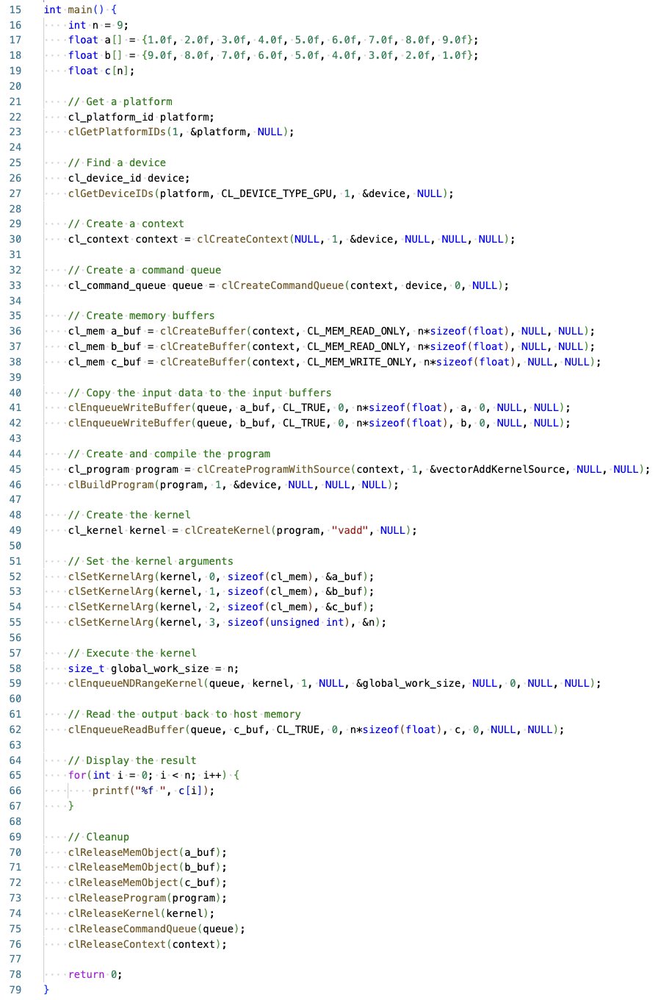 15 int main() {
16     int n = 9;
17     float a[] = {1.0f, 2.0f, 3.0f, 4.0f, 5.0f, 6.0f, 7.0f, 8.0f, 9.0f};
18     float b[] = {9.0f, 8.0f, 7.0f, 6.0f, 5.0f, 4.0f, 3.0f, 2.0f, 1.0f};
19     float c[n];
20
21     // Get a platform
22     cl_platform_id platform;
23     clGetPlatformIDs(1, &platform, NULL);
24
25     // Find a device
26     cl_device_id device;
27     clGetDeviceIDs(platform, CL_DEVICE_TYPE_GPU, 1, &device, NULL);
28
29     // Create a context
30     cl_context context = clCreateContext(NULL, 1, &device, NULL, NULL, NULL);
31
32     // Create a command queue
33     cl_command_queue queue = clCreateCommandQueue(context, device, 0, NULL);
34
35     // Create memory buffers
36     cl_mem a_buf = clCreateBuffer(context, CL_MEM_READ_ONLY, n*sizeof(float), NULL, NULL);
37     cl_mem b_buf = clCreateBuffer(context, CL_MEM_READ_ONLY, n*sizeof(float), NULL, NULL);
38     cl_mem c_buf = clCreateBuffer(context, CL_MEM_WRITE_ONLY, n*sizeof(float), NULL, NULL);
39
40     // Copy the input data to the input buffers
41     clEnqueueWriteBuffer(queue, a_buf, CL_TRUE, 0, n*sizeof(float), a, 0, NULL, NULL);
42     clEnqueueWriteBuffer(queue, b_buf, CL_TRUE, 0, n*sizeof(float), b, 0, NULL, NULL);
43
44     // Create and compile the program
45     cl_program program = clCreateProgramWithSource(context, 1, &vectorAddKernelSource, NULL, NULL);
46     clBuildProgram(program, 1, &device, NULL, NULL, NULL);
47
48     // Create the kernel
49     cl_kernel kernel = clCreateKernel(program, "vadd", NULL);
50
51     // Set the kernel arguments
52     clSetKernelArg(kernel, 0, sizeof(cl_mem), &a_buf);
53     clSetKernelArg(kernel, 1, sizeof(cl_mem), &b_buf);
54     clSetKernelArg(kernel, 2, sizeof(cl_mem), &c_buf);
55     clSetKernelArg(kernel, 3, sizeof(unsigned int), &n);
56
57     // Execute the kernel
58     size_t global_work_size = n;
59     clEnqueueNDRangeKernel(queue, kernel, 1, NULL, &global_work_size, NULL, 0, NULL, NULL);
60
61     // Read the output back to host memory
62     clEnqueueReadBuffer(queue, c_buf, CL_TRUE, 0, n*sizeof(float), c, 0, NULL, NULL);
63
64     // Display the result
65     for(int i = 0; i < n; i++) {
66         printf("%f ", c[i]);
67     }
68
69     // Cleanup
70     clReleaseMemObject(a_buf);
71     clReleaseMemObject(b_buf);
72     clReleaseMemObject(c_buf);
73     clReleaseProgram(program);
74     clReleaseKernel(kernel);
75     clReleaseCommandQueue(queue);
76     clReleaseContext(context);
77
78     return 0;
79 }